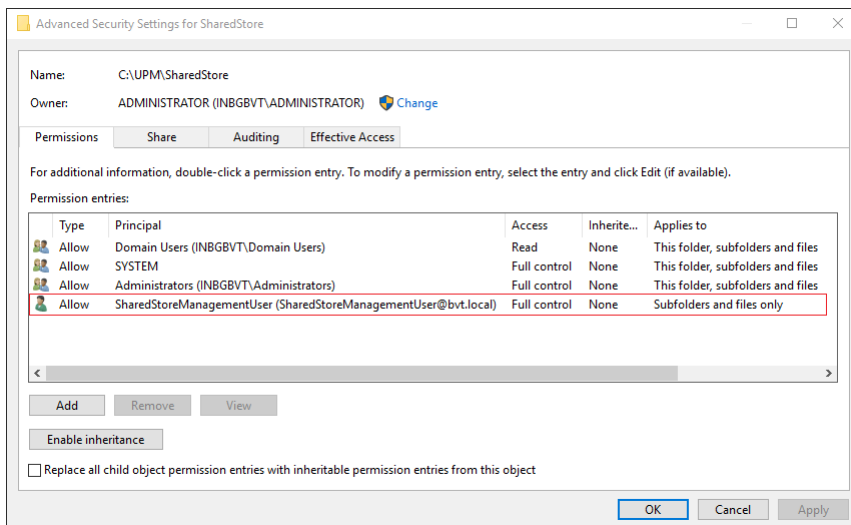 Advanced Security Settings for SharedStore
Name: C:\UPM\SharedStore
Owner: ADMINISTRATOR (INBGBVT\ADMINISTRATOR) Change
Permissions Share Auditing Effective Access
For additional information, double-click a permission entry. To modify a permission entry, select the entry and click Edit (if available).
Permission entries:
Type Principal Access Inherite... Applies to
Allow Domain Users (INBGBVT\Domain Users) Read None This folder, subfolders and files
Allow SYSTEM Full control None This folder, subfolders and files
Allow Administrators (INBGBVT\Administrators) Full control None This folder, subfolders and files
Allow SharedStoreManagementUser (SharedStoreManagementUser@bvt.local) Full control None Subfolders and files only
Add Remove View
Enable inheritance
Replace all child object permission entries with inheritable permission entries from this object
OK Cancel Apply